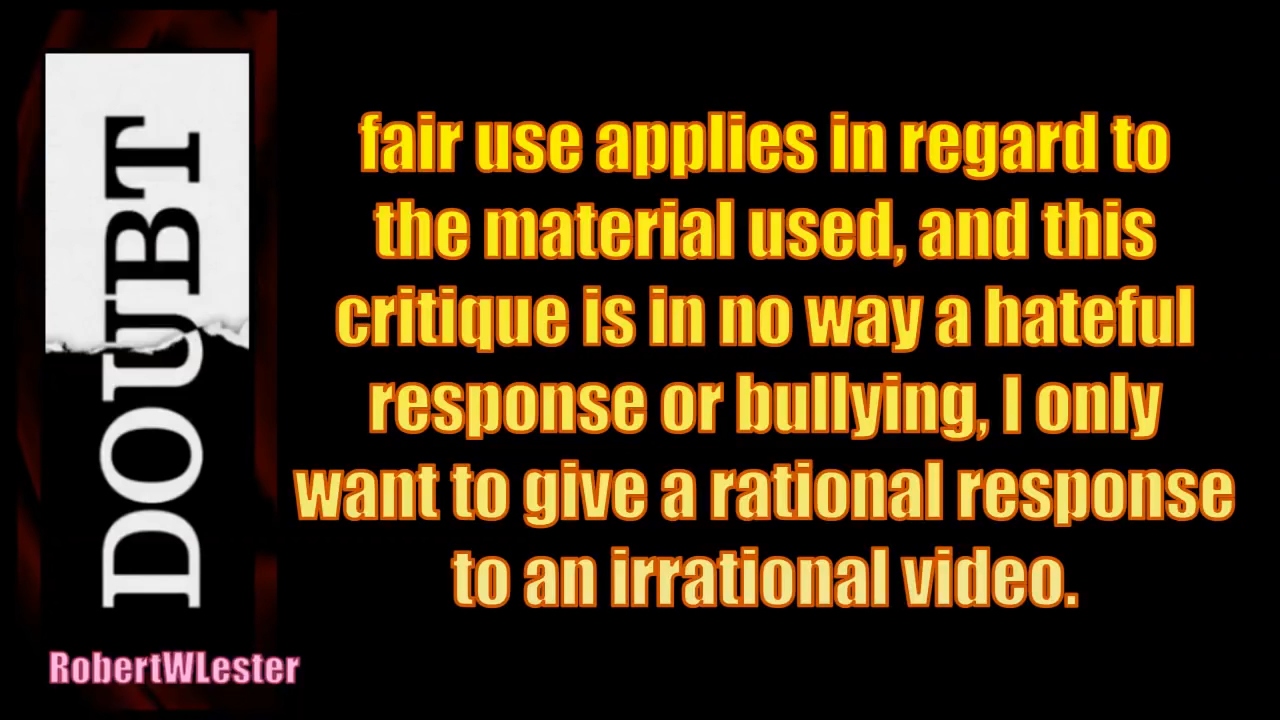 DOUBT
fair use applies in regard to
the material used, and this
critique is in no way a hateful
response or bullying, I only
want to give a rational response
to an irrational video.
RobertWLester